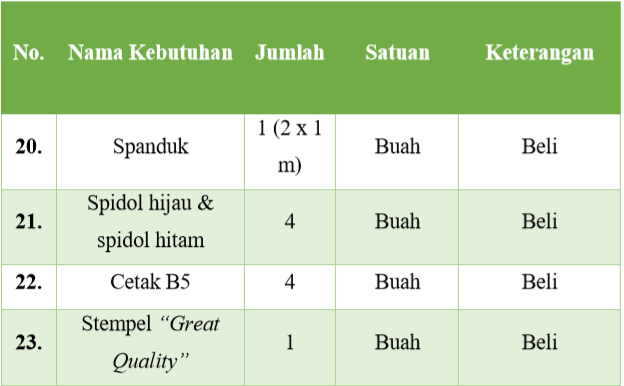 No. Nama Kebutuhan Jumlah Satuan Keterangan
20. Spanduk 1 (2 x 1 m) Buah Beli
21. Spidol hijau & spidol hitam 4 Buah Beli
22. Cetak B5 4 Buah Beli
23. Stempel “Great Quality” 1 Buah Beli